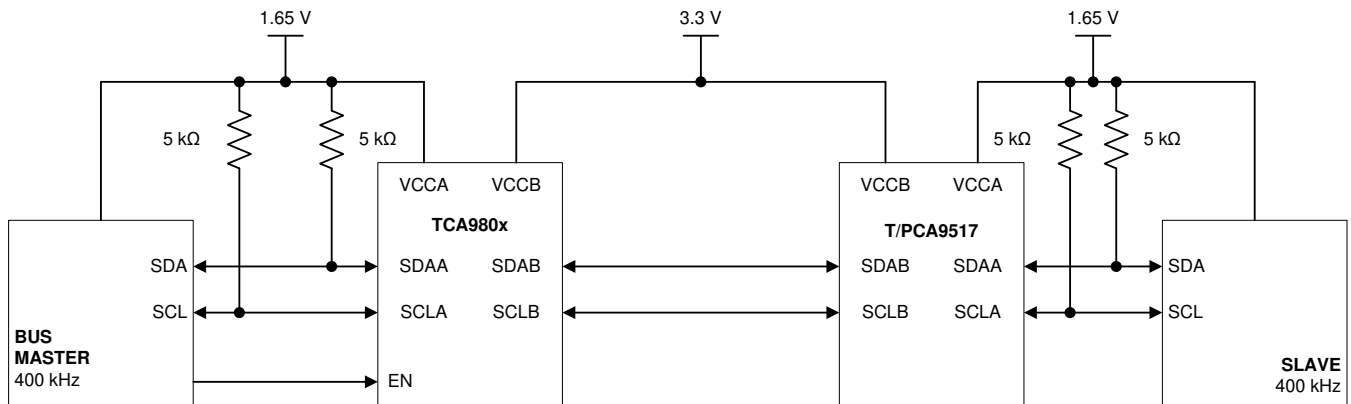 1.65 V
3.3 V
1.65 V
5 kΩ
5 kΩ
5 kΩ
5 kΩ
VCCA
VCCB
VCCB
VCCA
TCA980x
T/PCA9517
SDA
SDAA
SDAB
SDAB
SDAA
SDA
SCL
SCLA
SCLB
SCLB
SCLA
SCL
BUS
MASTER
400 kHz
EN
SLAVE
400 kHz